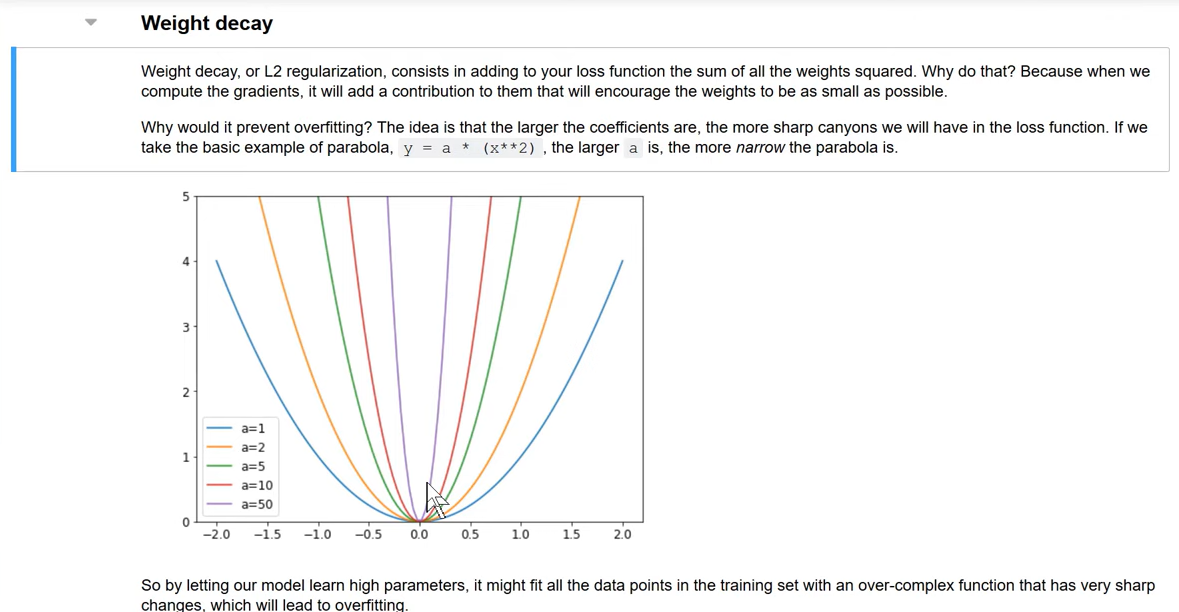 Weight decay
Weight decay, or L2 regularization, consists in adding to your loss function the sum of all the weights squared. Why do that? Because when we
compute the gradients, it will add a contribution to them that will encourage the weights to be as small as possible.
Why would it prevent overfitting? The idea is that the larger the coefficients are, the more sharp canyons we will have in the loss function. If we
take the basic example of parabola, y = a * (x**2) , the larger a is, the more narrow the parabola is.
5
4
3
2
1
0
a=1
a=2
a=5
a=10
a=50
−2.0 −1.5 −1.0 −0.5 0.0 0.5 1.0 1.5 2.0
So by letting our model learn high parameters, it might fit all the data points in the training set with an over-complex function that has very sharp
changes, which will lead to overfitting.